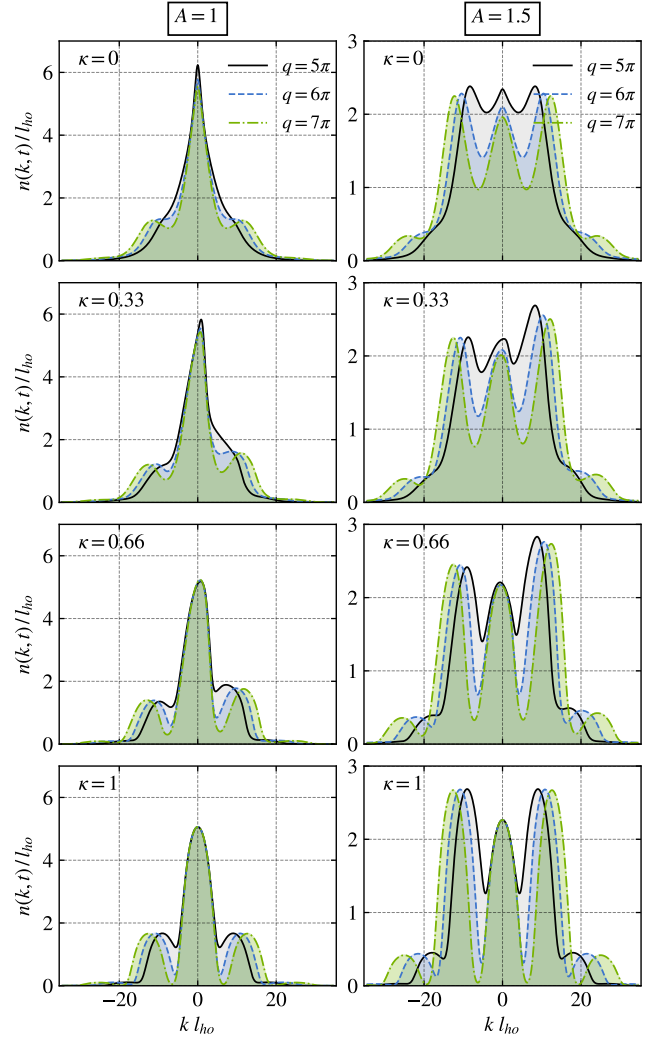 A = 1
A = 1.5
κ = 0
q = 5π
q = 6π
q = 7π
n(k, t)/l_ho
6
4
2
0
κ = 0
q = 5π
q = 6π
q = 7π
3
2
1
0
κ = 0.33
n(k, t)/l_ho
6
4
2
0
κ = 0.33
3
2
1
0
κ = 0.66
n(k, t)/l_ho
6
4
2
0
κ = 0.66
3
2
1
0
κ = 1
n(k, t)/l_ho
4
2
0
−20 0 20
k l_ho
κ = 1
3
2
1
0
−20 0 20
k l_ho